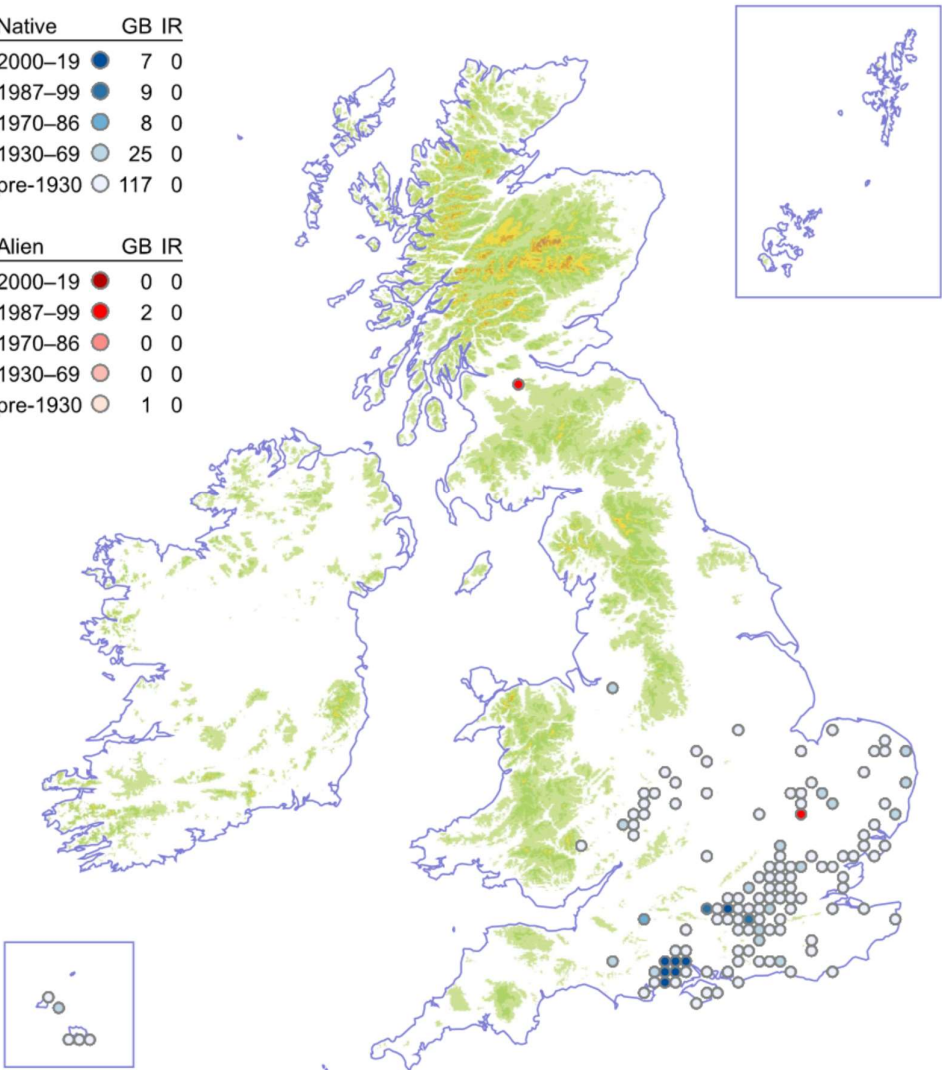 Native GB IR
2000–19 7 0
1987–99 9 0
1970–86 8 0
1930–69 25 0
pre-1930 117 0
Alien GB IR
2000–19 0 0
1987–99 2 0
1970–86 0 0
1930–69 0 0
pre-1930 1 0